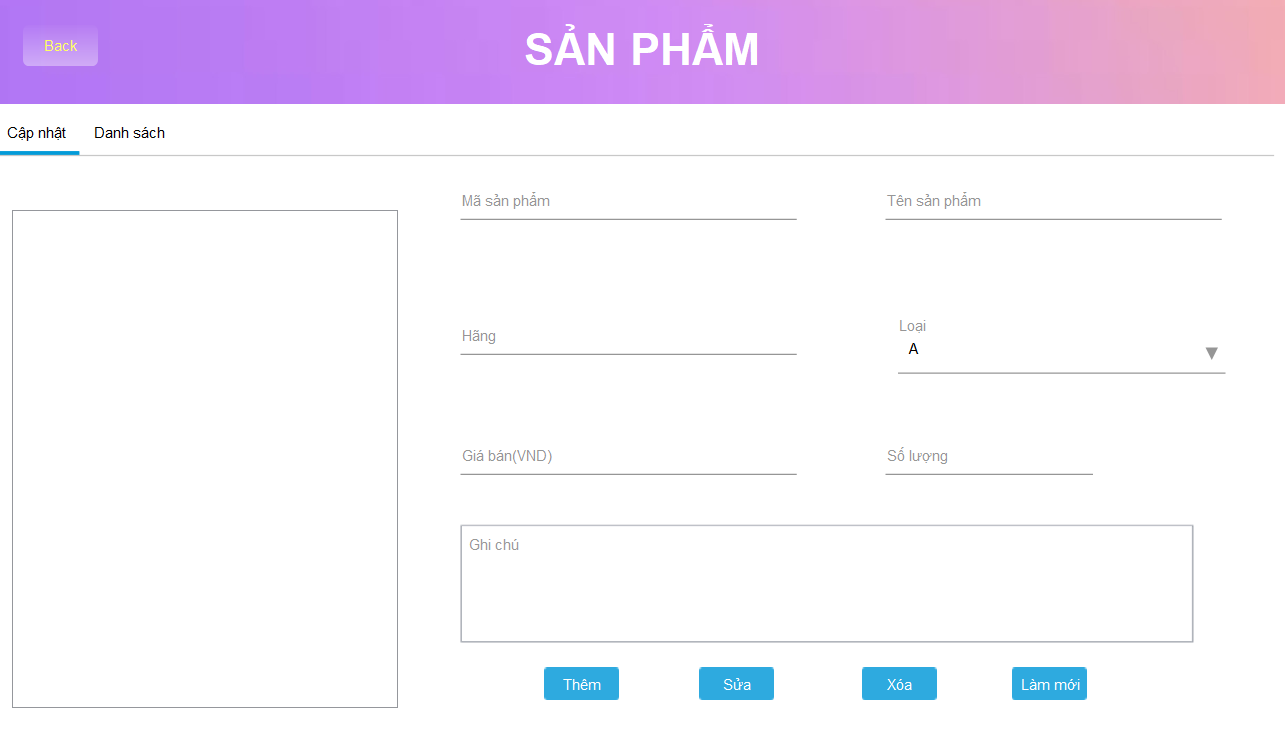 Back
SẢN PHẨM
Cập nhật Danh sách
Mã sản phẩm Tên sản phẩm
Hãng Loại
A
Giá bán(VND) Số lượng
Ghi chú
Thêm Sửa Xóa Làm mới